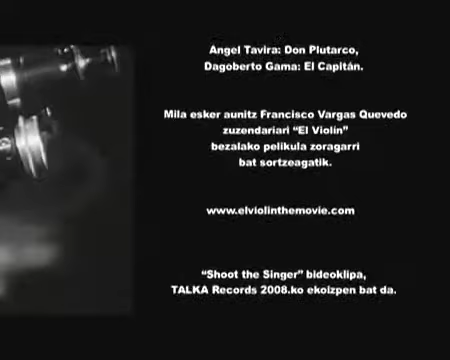 Ángel Tavira: Don Plutarco,
Dagoberto Gama: El Capitán.
Mila esker aunitz Francisco Vargas Quevedo
zuzendariari “El Violín”
bezalako pelikula zoragarri
bat sortzeagatik.
www.elviolinthemovie.com
“Shoot the Singer” bideoklipa,
TALKA Records 2008.ko ekoizpen bat da.